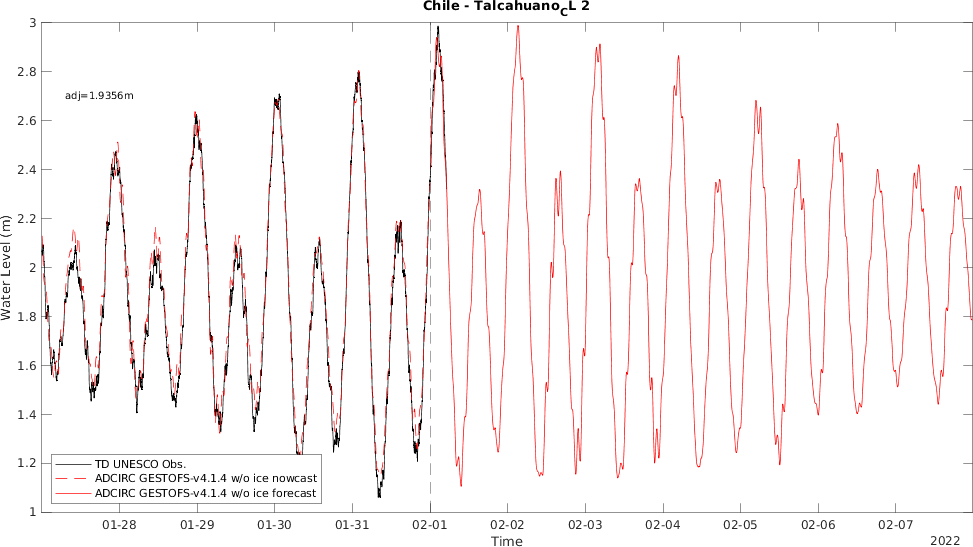 Chile - Talcahuano_CL 2
3
2.8
adj=1.9356m
2.6
2.4
2.2
2
1.8
1.6
1.4
1.2
1
Water Level (m)
TD UNESCO Obs.
ADCIRC GESTOFS-v4.1.4 w/o ice nowcast
ADCIRC GESTOFS-v4.1.4 w/o ice forecast
01-28 01-29 01-30 01-31 02-01 02-02 02-03 02-04 02-05 02-06 02-07
Time
2022